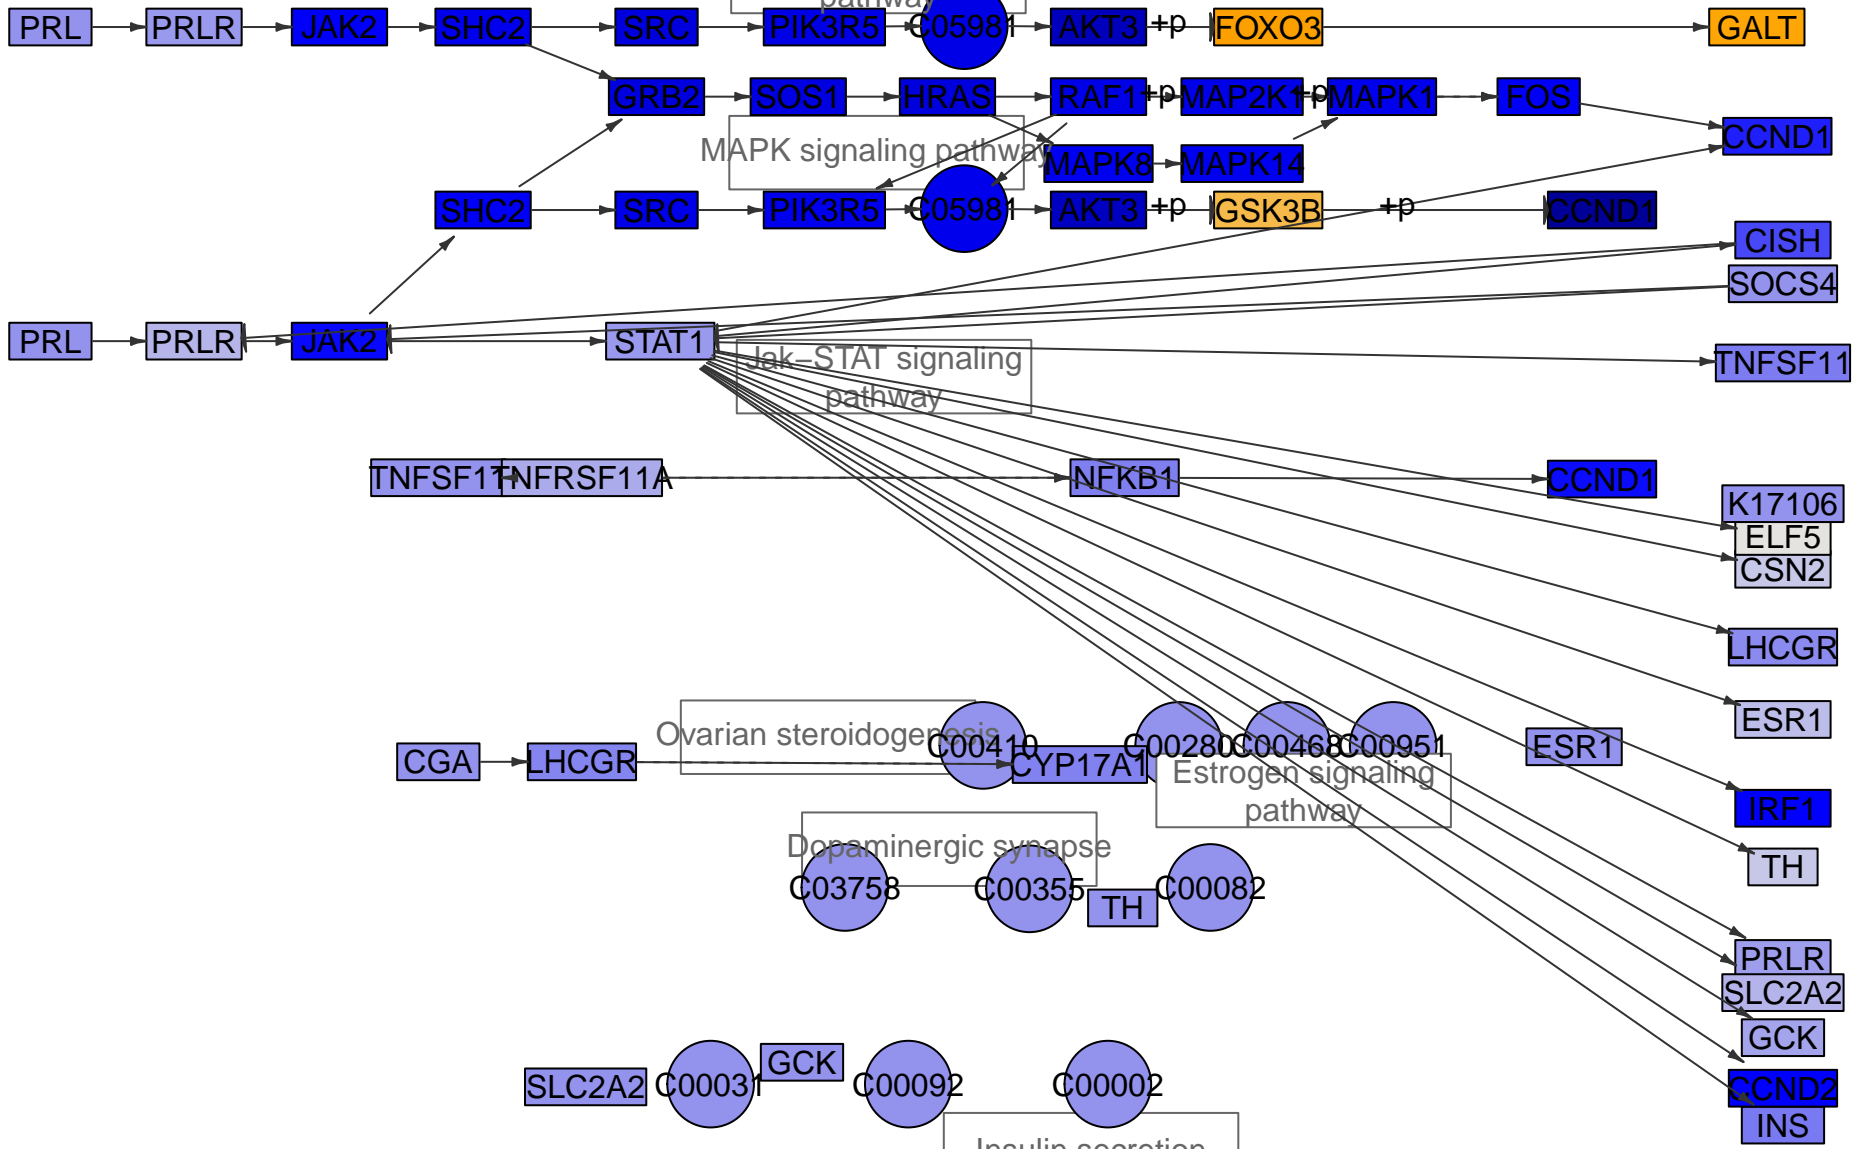 pathway
PRL
PRLR
JAK2
SHC2
SRC
PIK3R5
C05981
AKT3
+p
FOXO3
GALT
GRB2
SOS1
HRAS
RAF1
+p
MAP2K1
+p
MAPK1
FOS
CCND1
MAPK signaling pathway
MAPK8
MAPK14
SHC2
SRC
PIK3R5
C05981
AKT3
+p
GSK3B
+p
CCND1
CISH
SOCS4
PRL
PRLR
JAK2
STAT1
Jak–STAT signaling
pathway
TNFSF11
TNFSF11
TNFRSF11A
NFKB1
CCND1
K17106
ELF5
CSN2
LHCGR
ESR1
Ovarian steroidogenesis
C00410
C00280
C00468
C00951
ESR1
CGA
LHCGR
CYP17A1
Estrogen signaling
pathway
IRF1
Dopaminergic synapse
TH
C03758
C00355
TH
C00082
PRLR
SLC2A2
GCK
GCK
SLC2A2
C00031
C00092
C00002
CCND2
INS
Insulin secretion